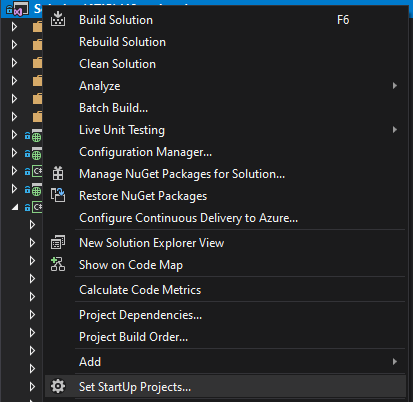 Build Solution F6
Rebuild Solution
Clean Solution
Analyze
Batch Build...
Live Unit Testing
Configuration Manager...
Manage NuGet Packages for Solution...
Restore NuGet Packages
Configure Continuous Delivery to Azure...
New Solution Explorer View
Show on Code Map
Calculate Code Metrics
Project Dependencies...
Project Build Order...
Add
Set StartUp Projects...